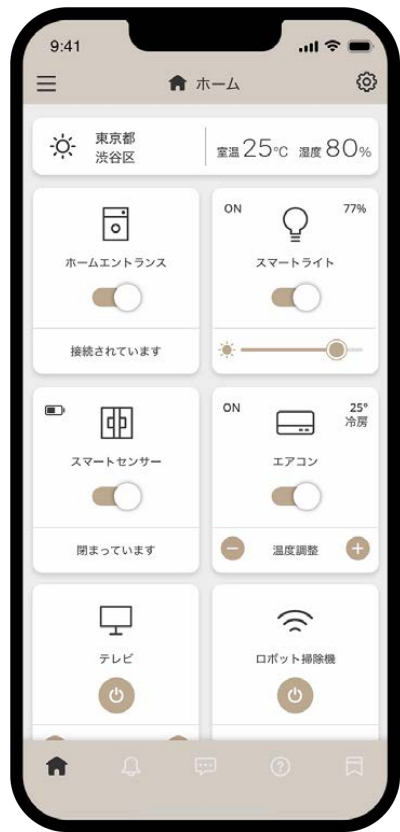 9:41
ホーム
東京都
渋谷区
室温 25℃ 湿度 80%
ホームエントランス
接続されています
ON 77%
スマートライト
スマートセンサー
閉まっています
ON 25°
冷房
エアコン
温度調整
テレビ
ロボット掃除機